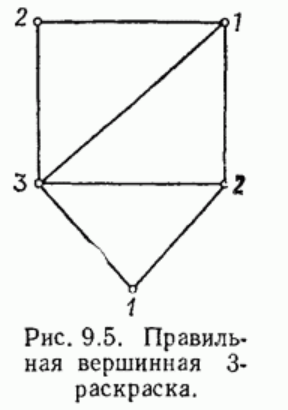 2 1
3 2
1
Рис. 9.5. Правиль-
ная вершинная 3-
раскраска.